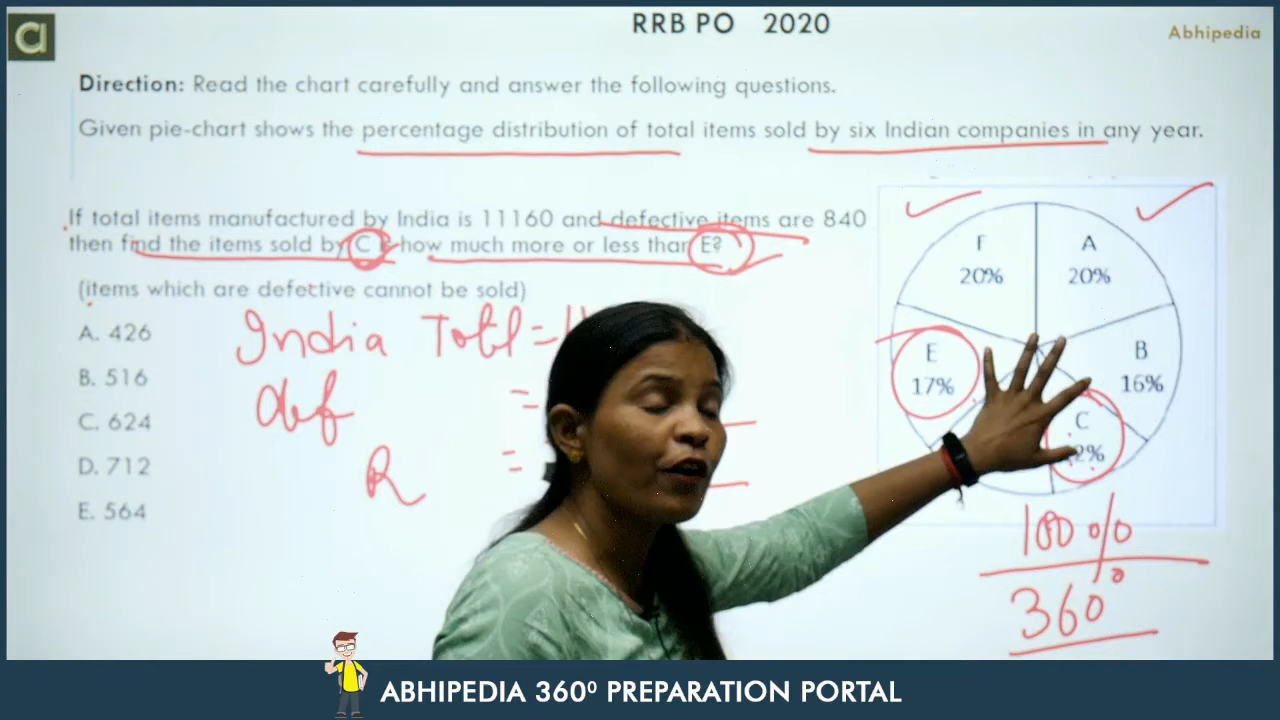 RRB PO 2020
Abhipedia
Direction: Read the chart carefully and answer the following questions.
Given pie-chart shows the percentage distribution of total items sold by six Indian companies in any year.
If total items manufactured by India is 11160 and defective items are 840
then find the items sold by C how much more or less than E?
(items which are defective cannot be sold)
A. 426
B. 516
C. 624
D. 712
E. 564
India Total = 11
def =
R =
F
20%
A
20%
E
17%
B
16%
C
2%
100%
360°
ABHIPEDIA 360⁰ PREPARATION PORTAL